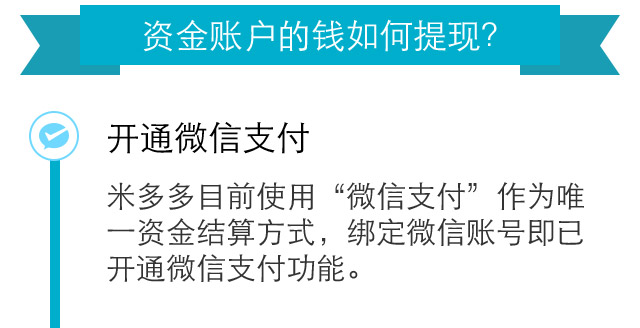 资金账户的钱如何提现？
开通微信支付
米多多目前使用“微信支付”作为唯
一资金结算方式，绑定微信账号即已
开通微信支付功能。